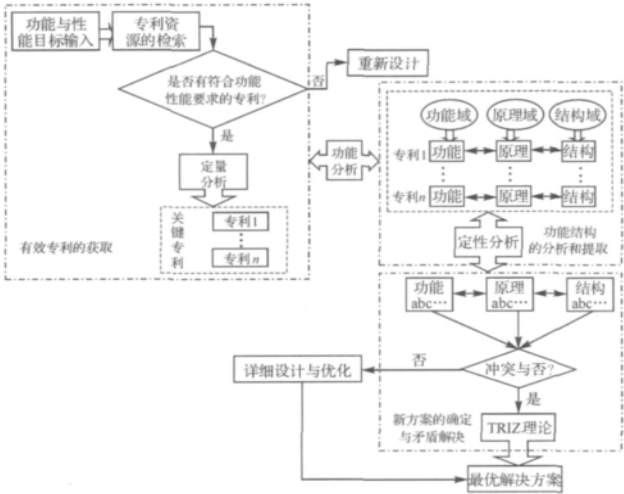 功能与性
能目标输入
专利资
源的检索
是否有符合功能
性能要求的专利?
否
重新设计
是
定量
分析
关
键
专
利
专利1
⋮
专利n
有效专利的获取
功能
分析
功能域
原理域
结构域
专利1
功能
原理
结构
⋮
⋮
⋮
⋮
专利n
功能
原理
结构
定性分析
功能结构
的分析和提取
功能
abc…
原理
abc…
结构
abc…
冲突与否?
否
详细设计与优化
是
新方案的确定
与矛盾解决
TRIZ理论
最优解决方案